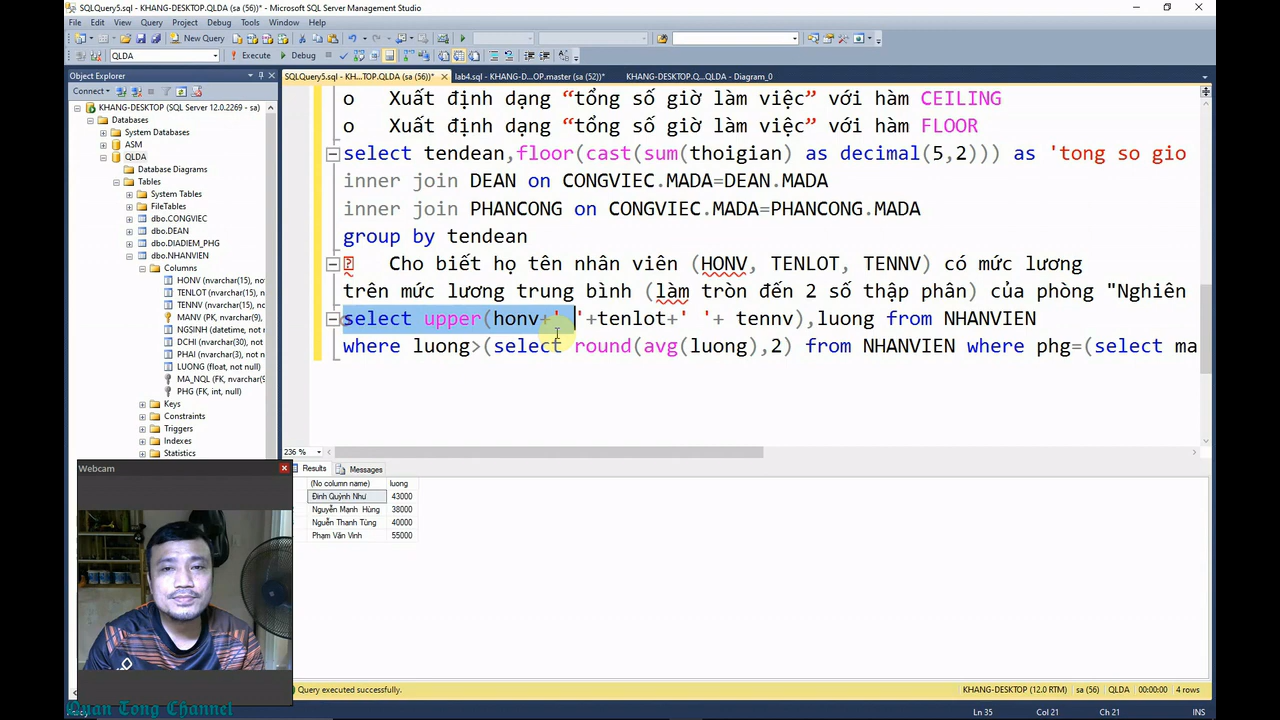 SQLQuery5.sql - KHANG-DESKTOP.QLDA (sa (56))* - Microsoft SQL Server Management Studio
File Edit View Query Project Debug Tools Window Help
New Query
QLDA
Execute
Debug
Object Explorer
SQLQuery5.sql - KH...TOP.QLDA (sa (56))*
lab4.sql - KHANG-D...OP.master (sa (52))*
KHANG-DESKTOP.Q...QLDA - Diagram_0
Connect
KHANG-DESKTOP (SQL Server 12.0.2269 - sa)
Databases
System Databases
ASM
QLDA
Database Diagrams
Tables
System Tables
FileTables
dbo.CONGVIEC
dbo.DEAN
dbo.DIADIEM_PHG
dbo.NHANVIEN
Columns
HONV (nvarchar(15), not
TENLOT (nvarchar(15), n
TENNV (nvarchar(15), no
MANV (PK, nvarchar(9),
NGSINH (datetime, not n
DCHI (nvarchar(30), not
PHAI (nvarchar(3), not n
LUONG (float, not null)
MA_NQL (FK, nvarchar(9)
PHG (FK, int, null)
Keys
Constraints
Triggers
Indexes
Statistics
o Xuất định dạng “tổng số giờ làm việc” với hàm CEILING
o Xuất định dạng “tổng số giờ làm việc” với hàm FLOOR
select tendean,floor(cast(sum(thoigian) as decimal(5,2))) as 'tong so gio
inner join DEAN on CONGVIEC.MADA=DEAN.MADA
inner join PHANCONG on CONGVIEC.MADA=PHANCONG.MADA
group by tendean
Cho biết họ tên nhân viên (HONV, TENLOT, TENNV) có mức lương
trên mức lương trung bình (làm tròn đến 2 số thập phân) của phòng "Nghiên
select upper(honv+' '+tenlot+' '+ tennv),luong from NHANVIEN
where luong>(select round(avg(luong),2) from NHANVIEN where phg=(select ma
236 %
Webcam
Results
Messages
(No column name) luong
Đinh Quỳnh Như 43000
Nguyễn Mạnh Hùng 38000
Nguễn Thanh Tùng 40000
Phạm Văn Vinh 55000
Query executed successfully.
KHANG-DESKTOP (12.0 RTM)
sa (56)
QLDA
00:00:00
4 rows
Quan Tong Channel
Ln 35
Col 21
Ch 21
INS